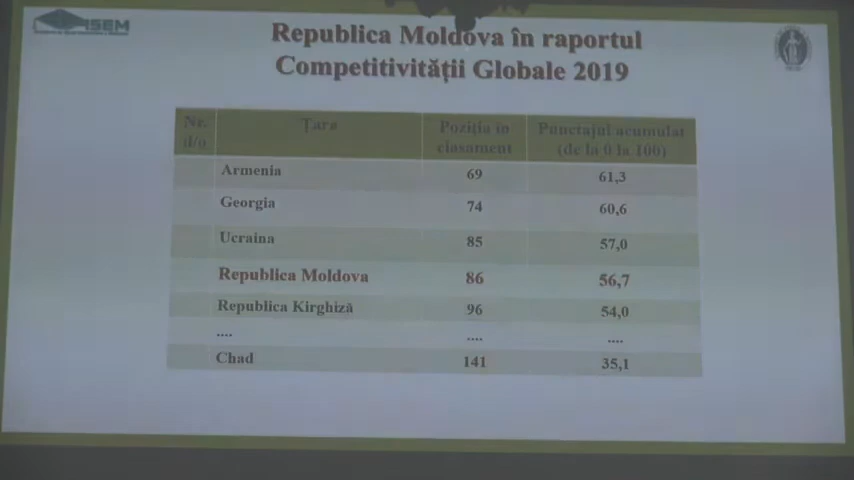 ISEM
Republica Moldova în raportul
Competitivității Globale 2019
Nr. d/o Țara Poziția în clasament Punctajul acumulat (de la 0 la 100)
Armenia 69 61,3
Georgia 74 60,6
Ucraina 85 57,0
Republica Moldova 86 56,7
Republica Kirghiză 96 54,0
.... .... ....
Chad 141 35,1